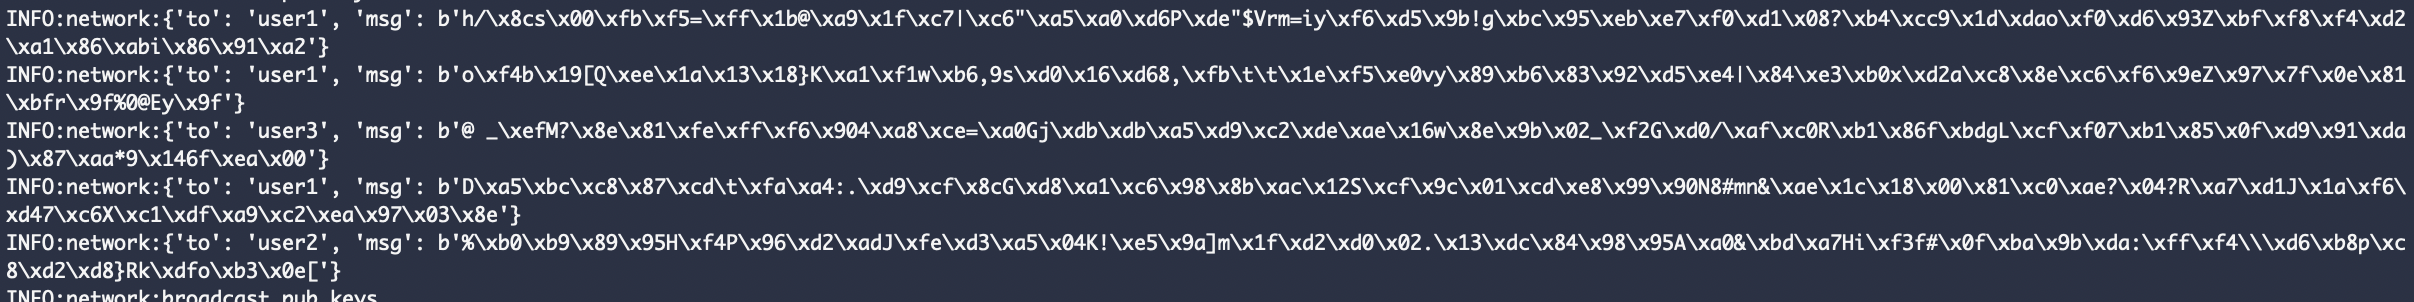 INFO:network:{'to': 'user1', 'msg': b'h/\x8cs\x00\xfb\xf5=\xff\x1b@\xa9\x1f\xc7|\xc6"\xa5\xa0\xd6P\xde"$Vrm=iy\xf6\xd5\x9b!g\xbc\x95\xeb\xe7\xf0\xd1\x08?\xb4\xcc9\x1d\xdao\xf0\xd6\x93Z\xbf\xf8\xf4\xd2
\xa1\x86\xabi\x86\x91\xa2'}
INFO:network:{'to': 'user1', 'msg': b'o\xf4b\x19[Q\xee\x1a\x13\x18}K\xa1\xf1w\xb6,9s\xd0\x16\xd68,\xfb\t\t\x1e\xf5\xe0vy\x89\xb6\x83\x92\xd5\xe4|\x84\xe3\xb0x\xd2a\xc8\x8e\xc6\xf6\x9eZ\x97\x7f\x0e\x81
\xbfr\x9f%0@Ey\x9f'}
INFO:network:{'to': 'user3', 'msg': b'@ _\xefM?\x8e\x81\xfe\xff\xf6\x904\xa8\xce=\xa0Gj\xdb\xdb\xa5\xd9\xc2\xde\xae\x16w\x8e\x9b\x02_\xf2G\xd0/\xaf\xc0R\xb1\x86f\xbdgL\xcf\xf07\xb1\x85\x0f\xd9\x91\xda
)\x87\xaa*9\x146f\xea\x00'}
INFO:network:{'to': 'user1', 'msg': b'D\xa5\xbc\xc8\x87\xcd\t\xfa\xa4:.\xd9\xcf\x8cG\xd8\xa1\xc6\x98\x8b\xac\x12S\xcf\x9c\x01\xcd\xe8\x99\x90N8#mn&\xae\x1c\x18\x00\x81\xc0\xae?\x04?R\xa7\xd1J\x1a\xf6\
xd47\xc6X\xc1\xdf\xa9\xc2\xea\x97\x03\x8e'}
INFO:network:{'to': 'user2', 'msg': b'%\xb0\xb9\x89\x95H\xf4P\x96\xd2\xadJ\xfe\xd3\xa5\x04K!\xe5\x9a]m\x1f\xd2\xd0\x02.\x13\xdc\x84\x98\x95A\xa0&\xbd\xa7Hi\xf3f#\x0f\xba\x9b\xda:\xff\xf4\\\xd6\xb8p\xc
8\xd2\xd8}Rk\xdfo\xb3\x0e['}
INFO:network:broadcast pub keys